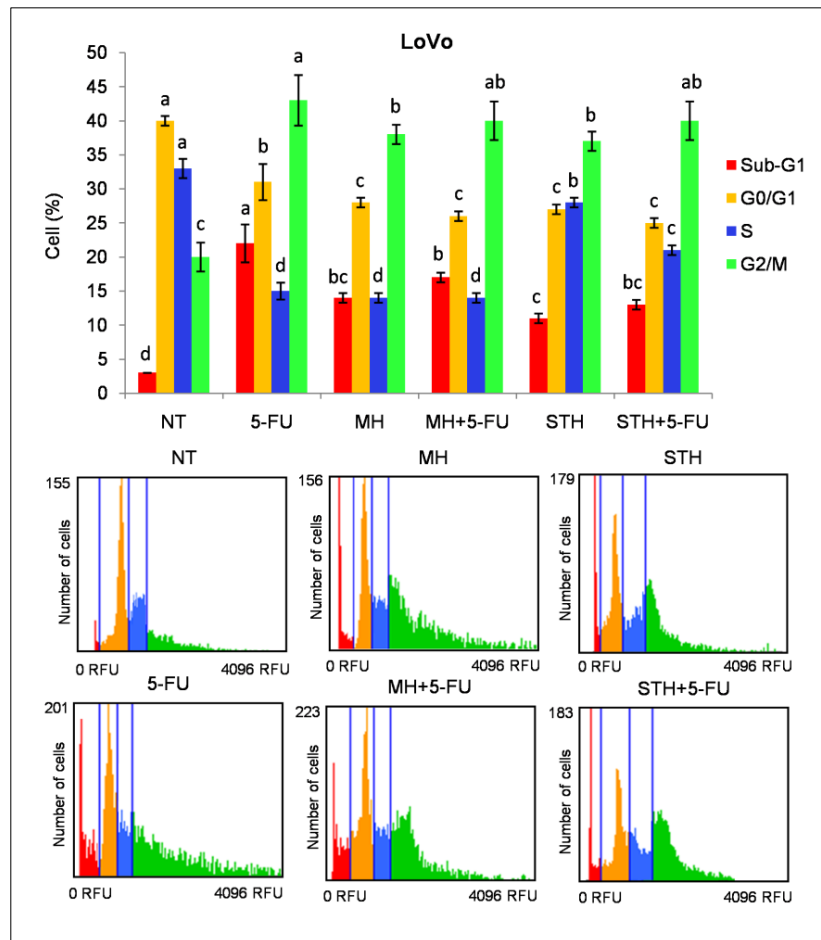 LoVo
50
45
40
35
30
25
20
15
10
5
0
Cell (%)
d a a c
a b d a
bc c d b
b c d ab
c c b b
bc c c ab
NT 5-FU MH MH+5-FU STH STH+5-FU
Sub-G1
G0/G1
S
G2/M
NT
155
Number of cells
0 RFU 4096 RFU
MH
156
Number of cells
0 RFU 4096 RFU
STH
179
Number of cells
0 RFU 4096 RFU
5-FU
201
Number of cells
0 RFU 4096 RFU
MH+5-FU
223
Number of cells
0 RFU 4096 RFU
STH+5-FU
183
Number of cells
0 RFU 4096 RFU